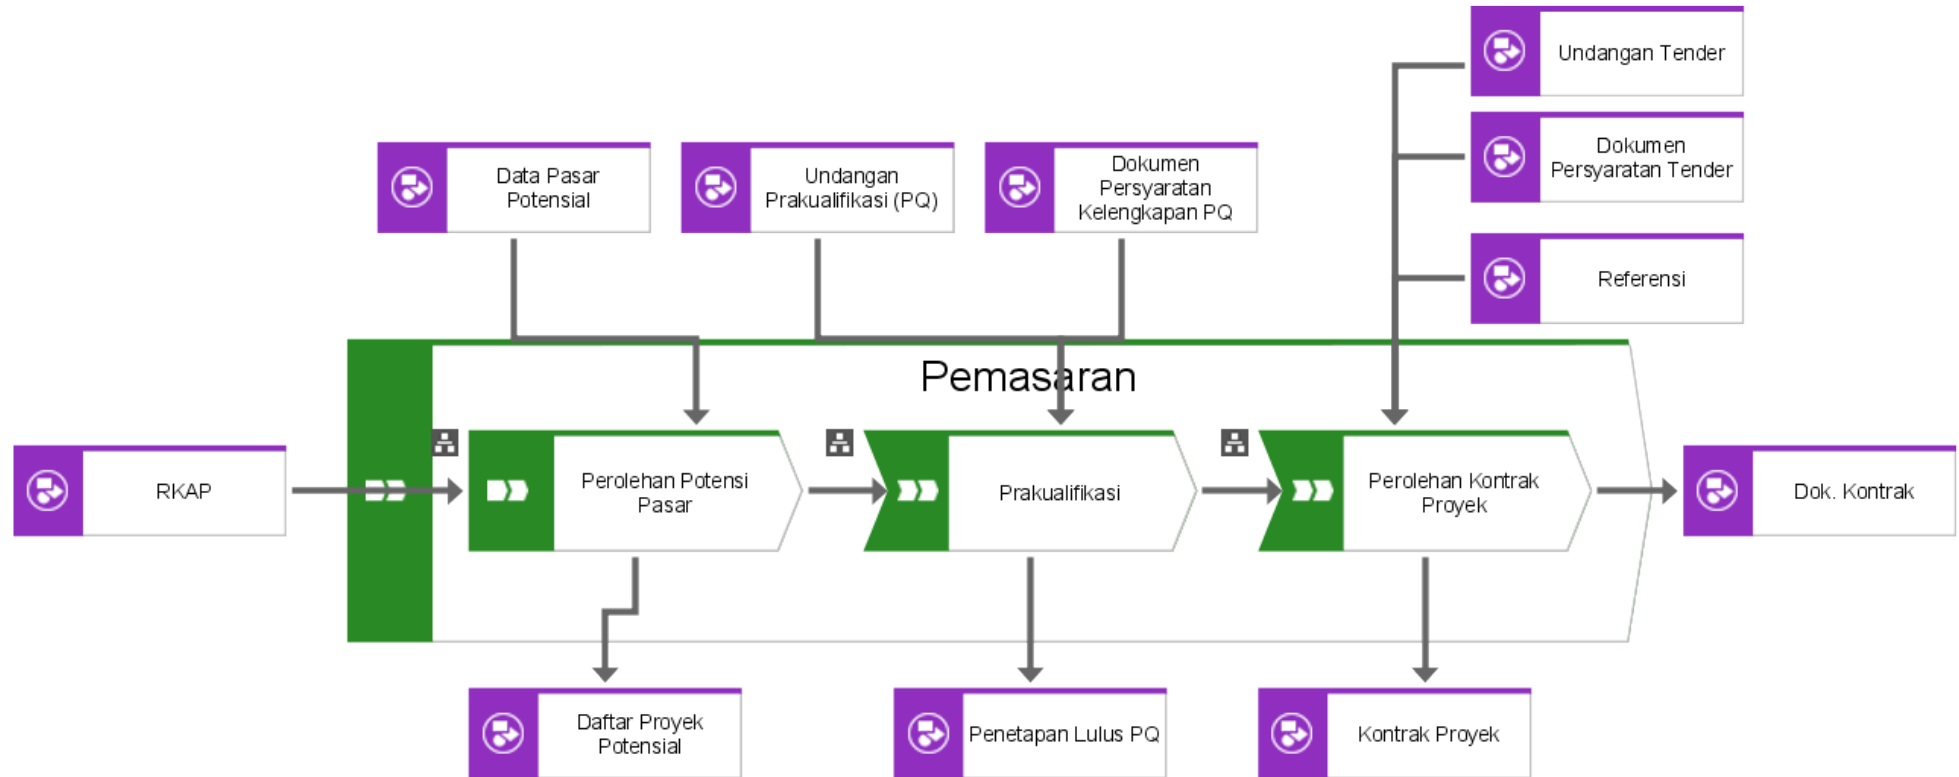 Undangan Tender
Dokumen
Persyaratan Tender
Referensi
Data Pasar
Potensial
Undangan
Prakualifikasi (PQ)
Dokumen
Persyaratan
Kelengkapan PQ
Pemasaran
RKAP
Perolehan Potensi
Pasar
Prakualifikasi
Perolehan Kontrak
Proyek
Dok. Kontrak
Daftar Proyek
Potensial
Penetapan Lulus PQ
Kontrak Proyek